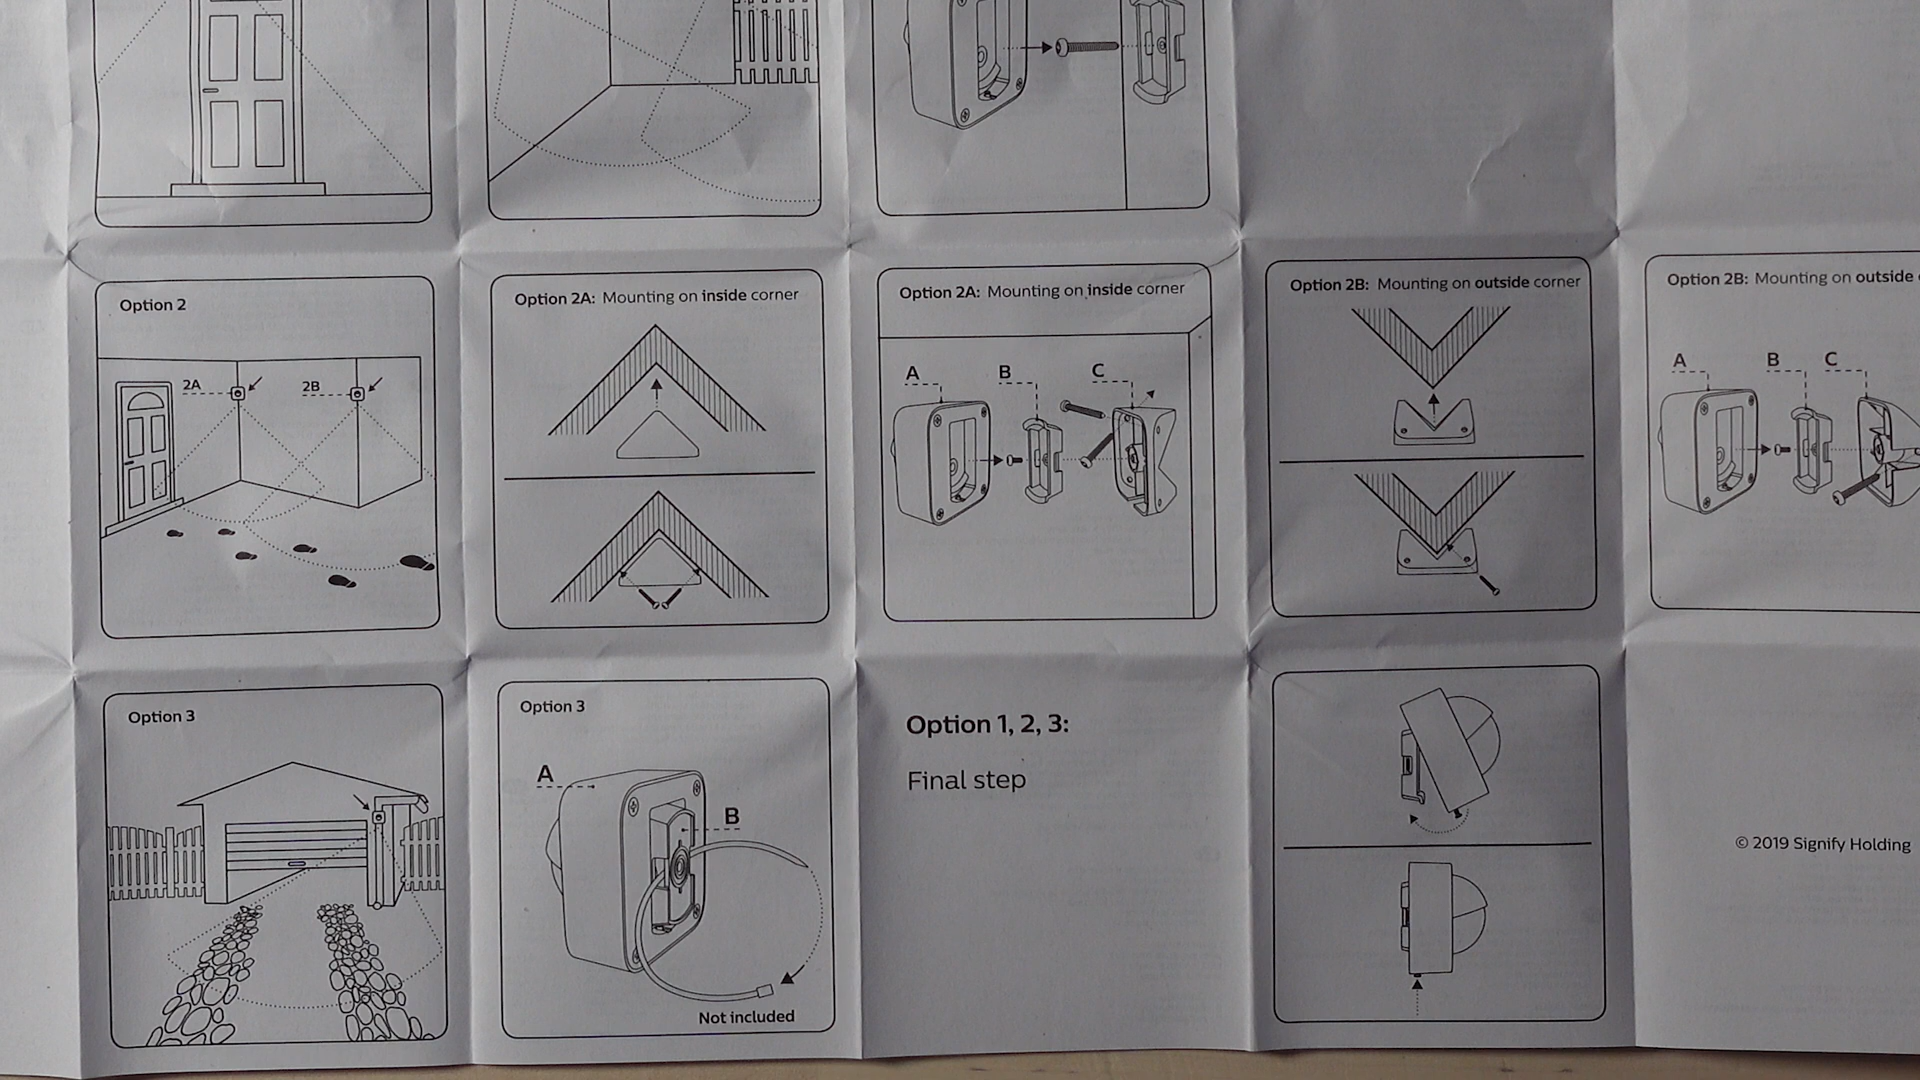 Option 2
2A
2B
Option 2A: Mounting on inside corner
Option 2A: Mounting on inside corner
A
B
C
Option 2B: Mounting on outside corner
Option 2B: Mounting on outside
A
B
C
Option 3
Option 3
A
B
Not included
Option 1, 2, 3:
Final step
© 2019 Signify Holding